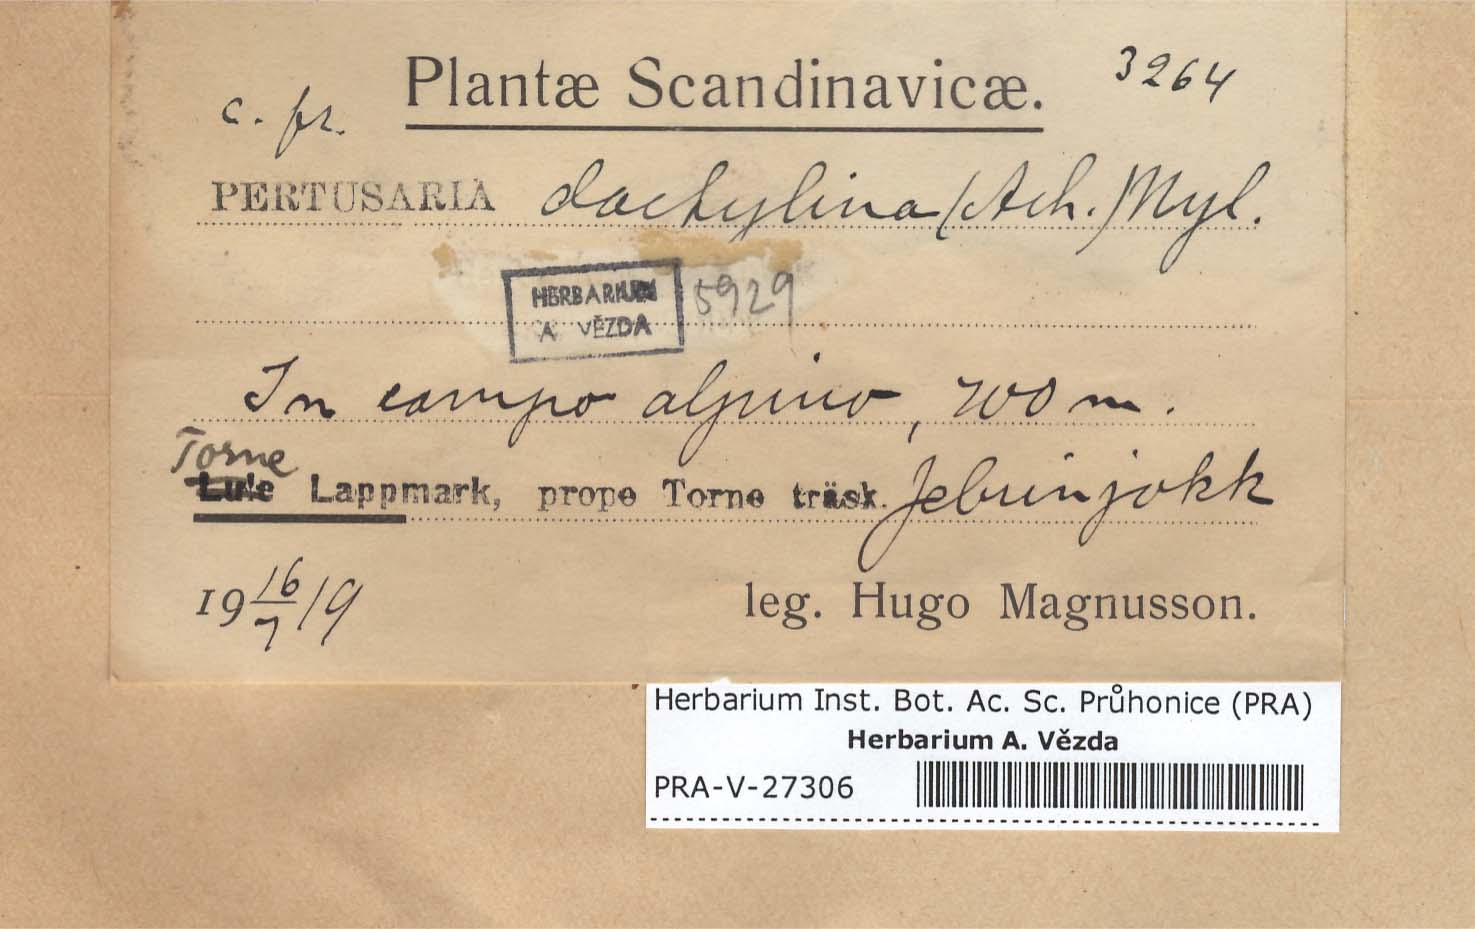 Plantæ Scandinavicæ. 3264
c. fr.
PERTUSARIA dactylina (Ach.) Nyl.
HERBARIUM
A VĚZDA
5929
In campo alpino, 700 m.
Torne
Lule Lappmark, prope Torne träsk. Jebrinjokk
19 16/7 19 leg. Hugo Magnusson.
Herbarium Inst. Bot. Ac. Sc. Průhonice (PRA)
Herbarium A. Vězda
PRA-V-27306